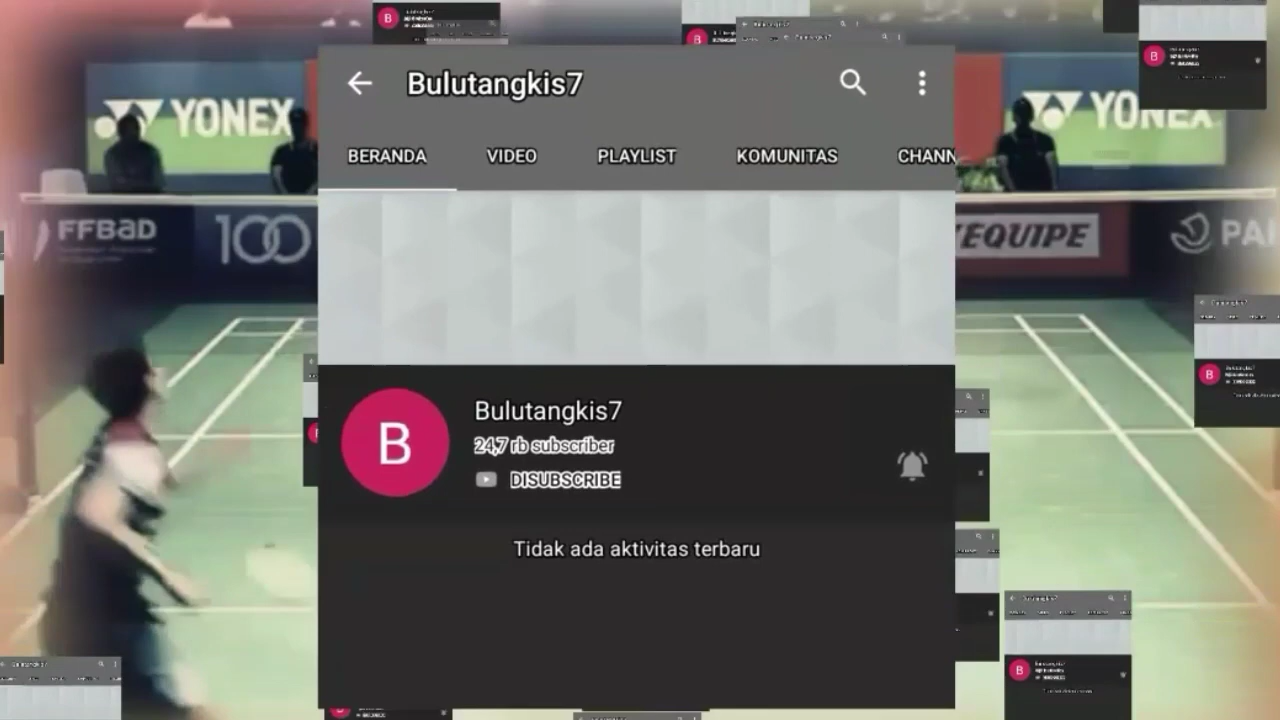 Bulutangkis7
BERANDA VIDEO PLAYLIST KOMUNITAS CHANN
Bulutangkis7
24,7 rb subscriber
DISUBSCRIBE
Tidak ada aktivitas terbaru
B
YONEX
YONEX
FFBaD
100
L'EQUIPE
PAI